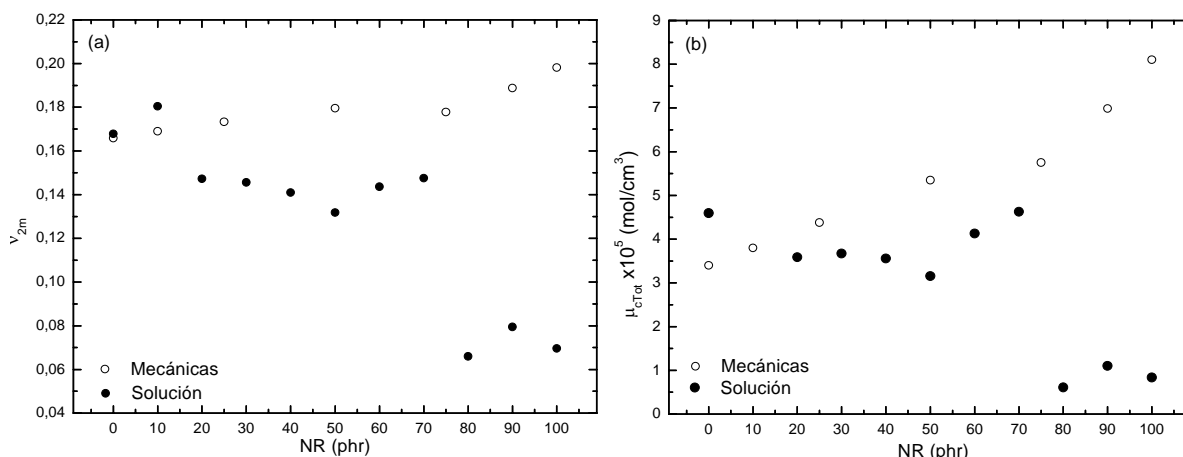 (a)
0,20
0,18
0,16
0,14
0,12
0,10
0,08
0,06
0,04
ν2m
Mecánicas
Solución
0 10 20 30 40 50 60 70 80 90 100
NR (phr)
(b)
9
8
7
6
5
4
3
2
1
0
μcTot x10^5 (mol/cm^3)
Mecánicas
Solución
0 10 20 30 40 50 60 70 80 90 100
NR (phr)